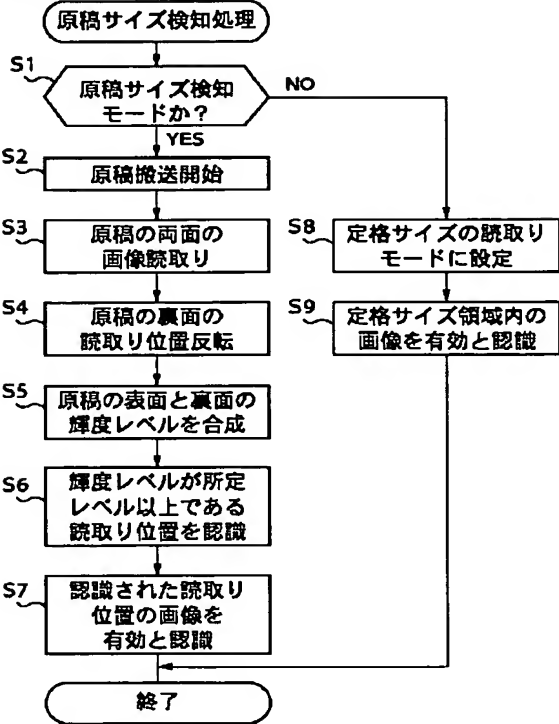 原稿サイズ検知処理
S1
原稿サイズ検知
モードか？
NO
YES
S2
原稿搬送開始
S3
原稿の両面の
画像読取り
S8
定格サイズの読取り
モードに設定
S4
原稿の裏面の
読取り位置反転
S9
定格サイズ領域内の
画像を有効と認識
S5
原稿の表面と裏面の
輝度レベルを合成
S6
輝度レベルが所定
レベル以上である
読取り位置を認識
S7
認識された読取り
位置の画像を
有効と認識
終了